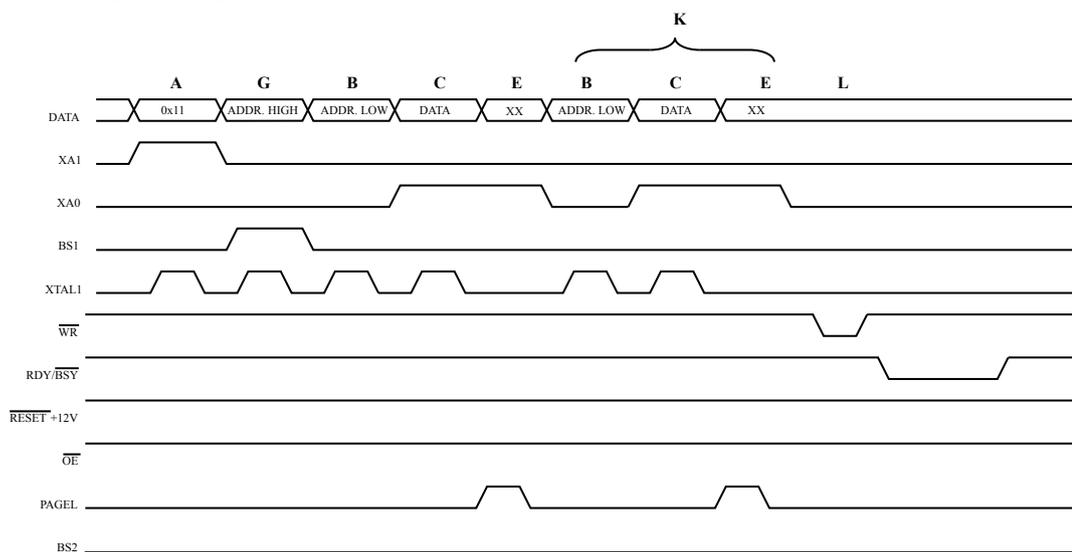 K
A G B C E B C E L
DATA 0x11 ADDR. HIGH ADDR. LOW DATA XX ADDR. LOW DATA XX
XA1
XA0
BS1
XTAL1
WR
RDY/BSY
RESET +12V
OE
PAGEL
BS2